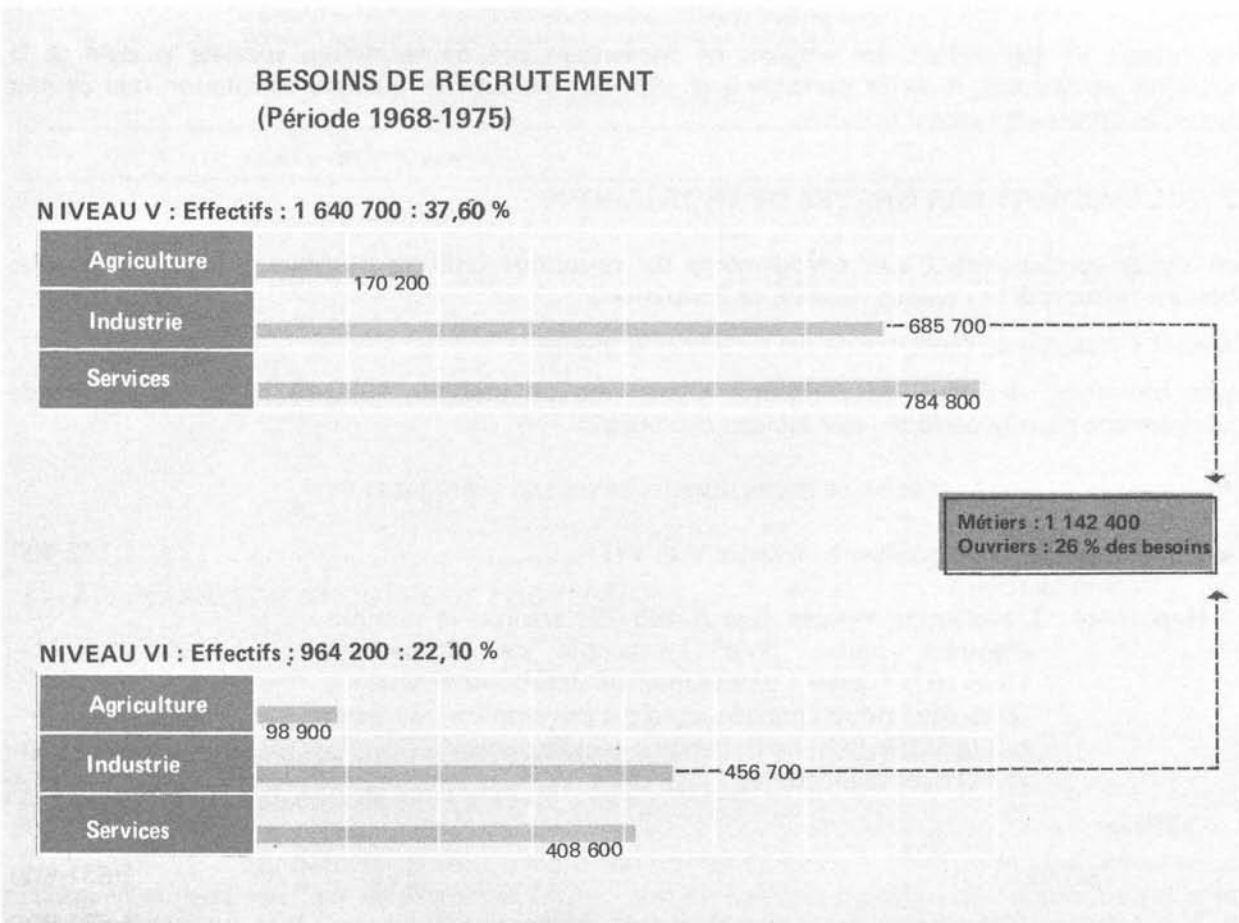 BESOINS DE RECRUTEMENT
(Période 1968-1975)
NIVEAU V : Effectifs : 1 640 700 : 37,60 %
Agriculture
170 200
Industrie
685 700
Services
784 800
Métiers : 1 142 400
Ouvriers : 26 % des besoins
NIVEAU VI : Effectifs : 964 200 : 22,10 %
Agriculture
98 900
Industrie
456 700
Services
408 600